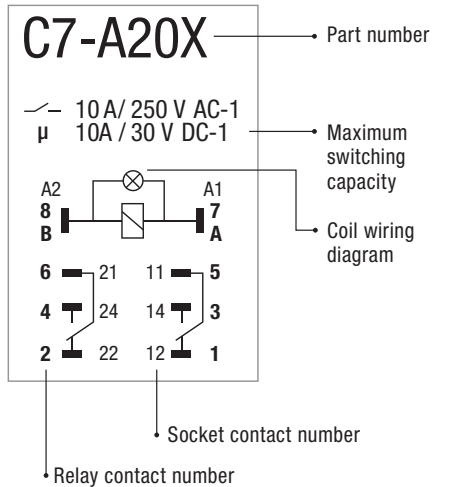 C7-A20X
Part number
10 A/ 250 V AC-1
µ 10A / 30 V DC-1
Maximum
switching
capacity
A2 A1
8 7
B A
Coil wiring
diagram
6 21 11 5
4 24 14 3
2 22 12 1
Socket contact number
Relay contact number